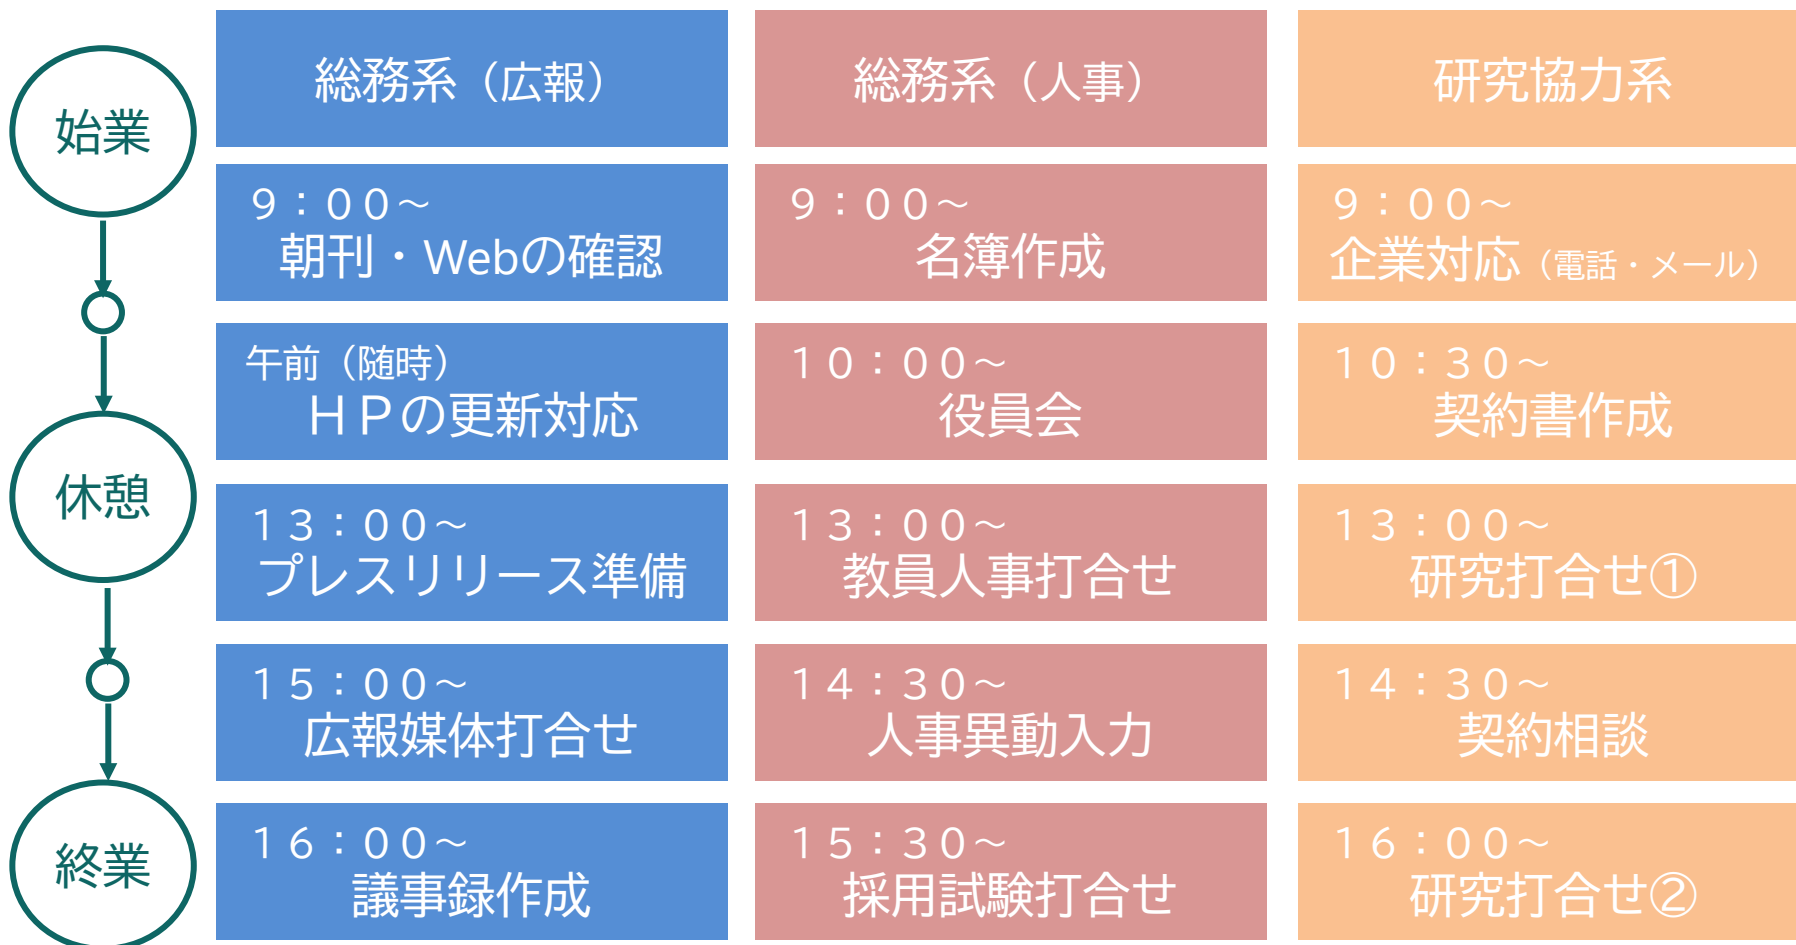 始業
休憩
終業
総務系（広報）
9：00～
朝刊・Webの確認
午前（随時）
ＨＰの更新対応
13：00～
プレスリリース準備
15：00～
広報媒体打合せ
16：00～
議事録作成
総務系（人事）
9：00～
名簿作成
10：00～
役員会
13：00～
教員人事打合せ
14：30～
人事異動入力
15：30～
採用試験打合せ
研究協力系
9：00～
企業対応（電話・メール）
10：30～
契約書作成
13：00～
研究打合せ①
14：30～
契約相談
16：00～
研究打合せ②